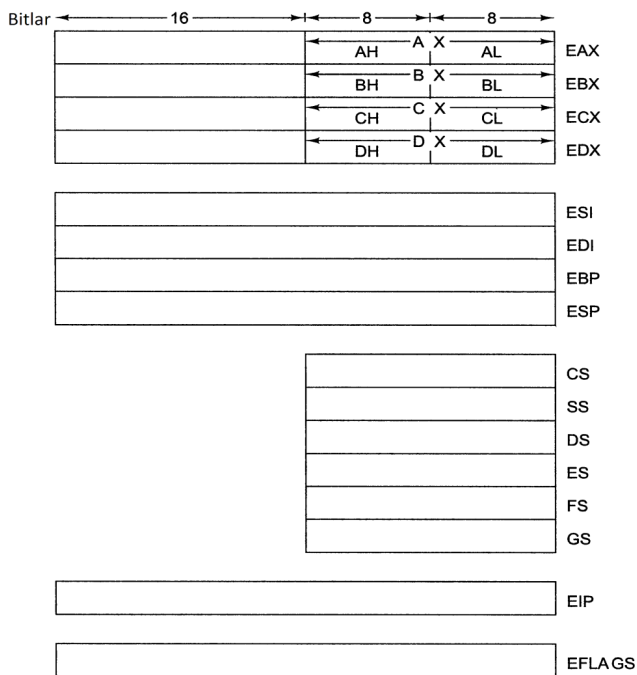 Bitlar 16 8 8
A X
AH AL EAX
B X
BH BL EBX
C X
CH CL ECX
D X
DH DL EDX
ESI
EDI
EBP
ESP
CS
SS
DS
ES
FS
GS
EIP
EFLAGS